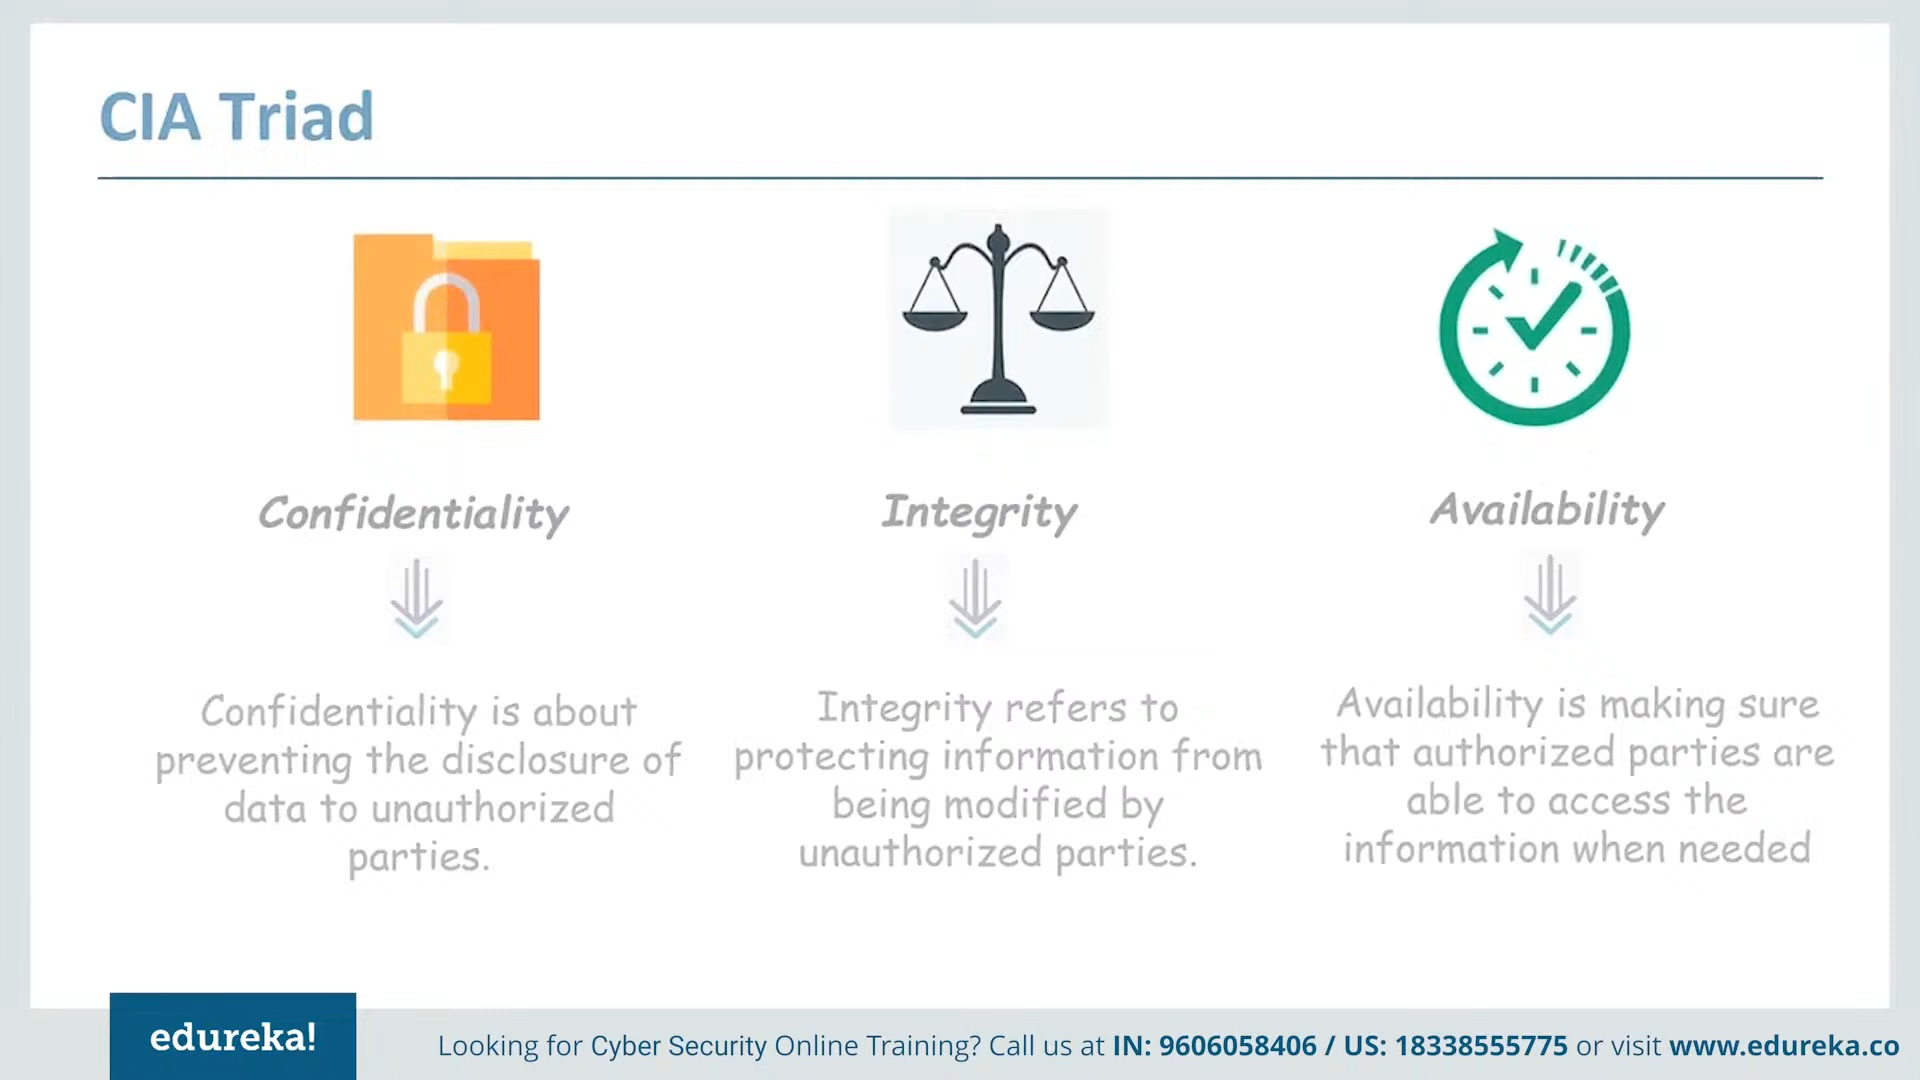 CIA Triad
Confidentiality
Integrity
Availability
Confidentiality is about
preventing the disclosure of
data to unauthorized
parties.
Integrity refers to
protecting information from
being modified by
unauthorized parties.
Availability is making sure
that authorized parties are
able to access the
information when needed
edureka!
Looking for Cyber Security Online Training? Call us at IN: 9606058406 / US: 18338555775 or visit www.edureka.co